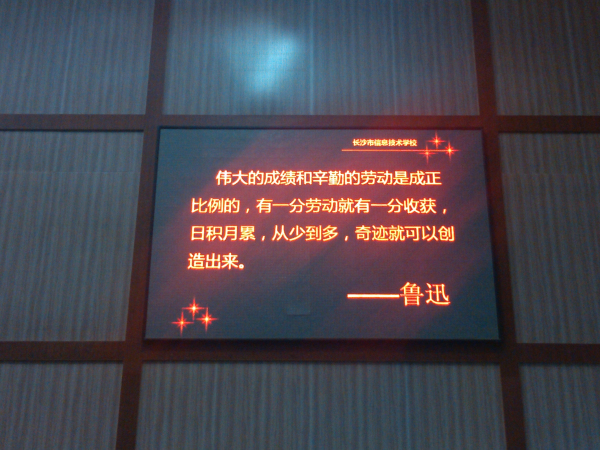 长沙市信息技术学校
伟大的成绩和辛勤的劳动是成正
比例的，有一分劳动就有一分收获，
日积月累，从少到多，奇迹就可以创
造出来。
——鲁迅